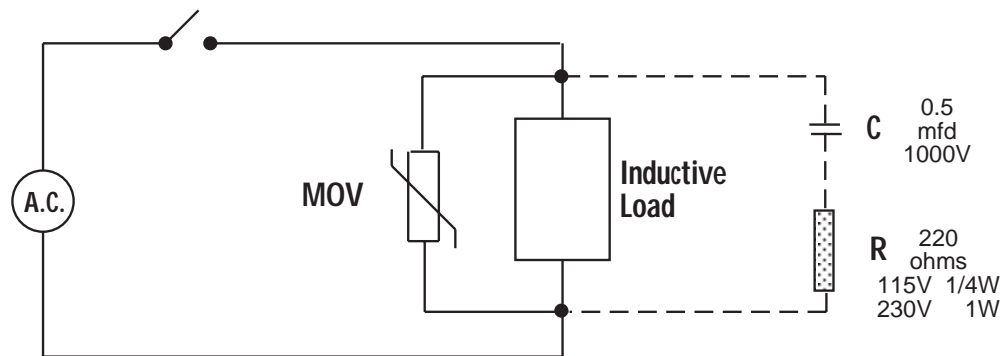 A.C.
MOV
Inductive
Load
C
0.5
mfd
1000V
R
220
ohms
115V 1/4W
230V 1W